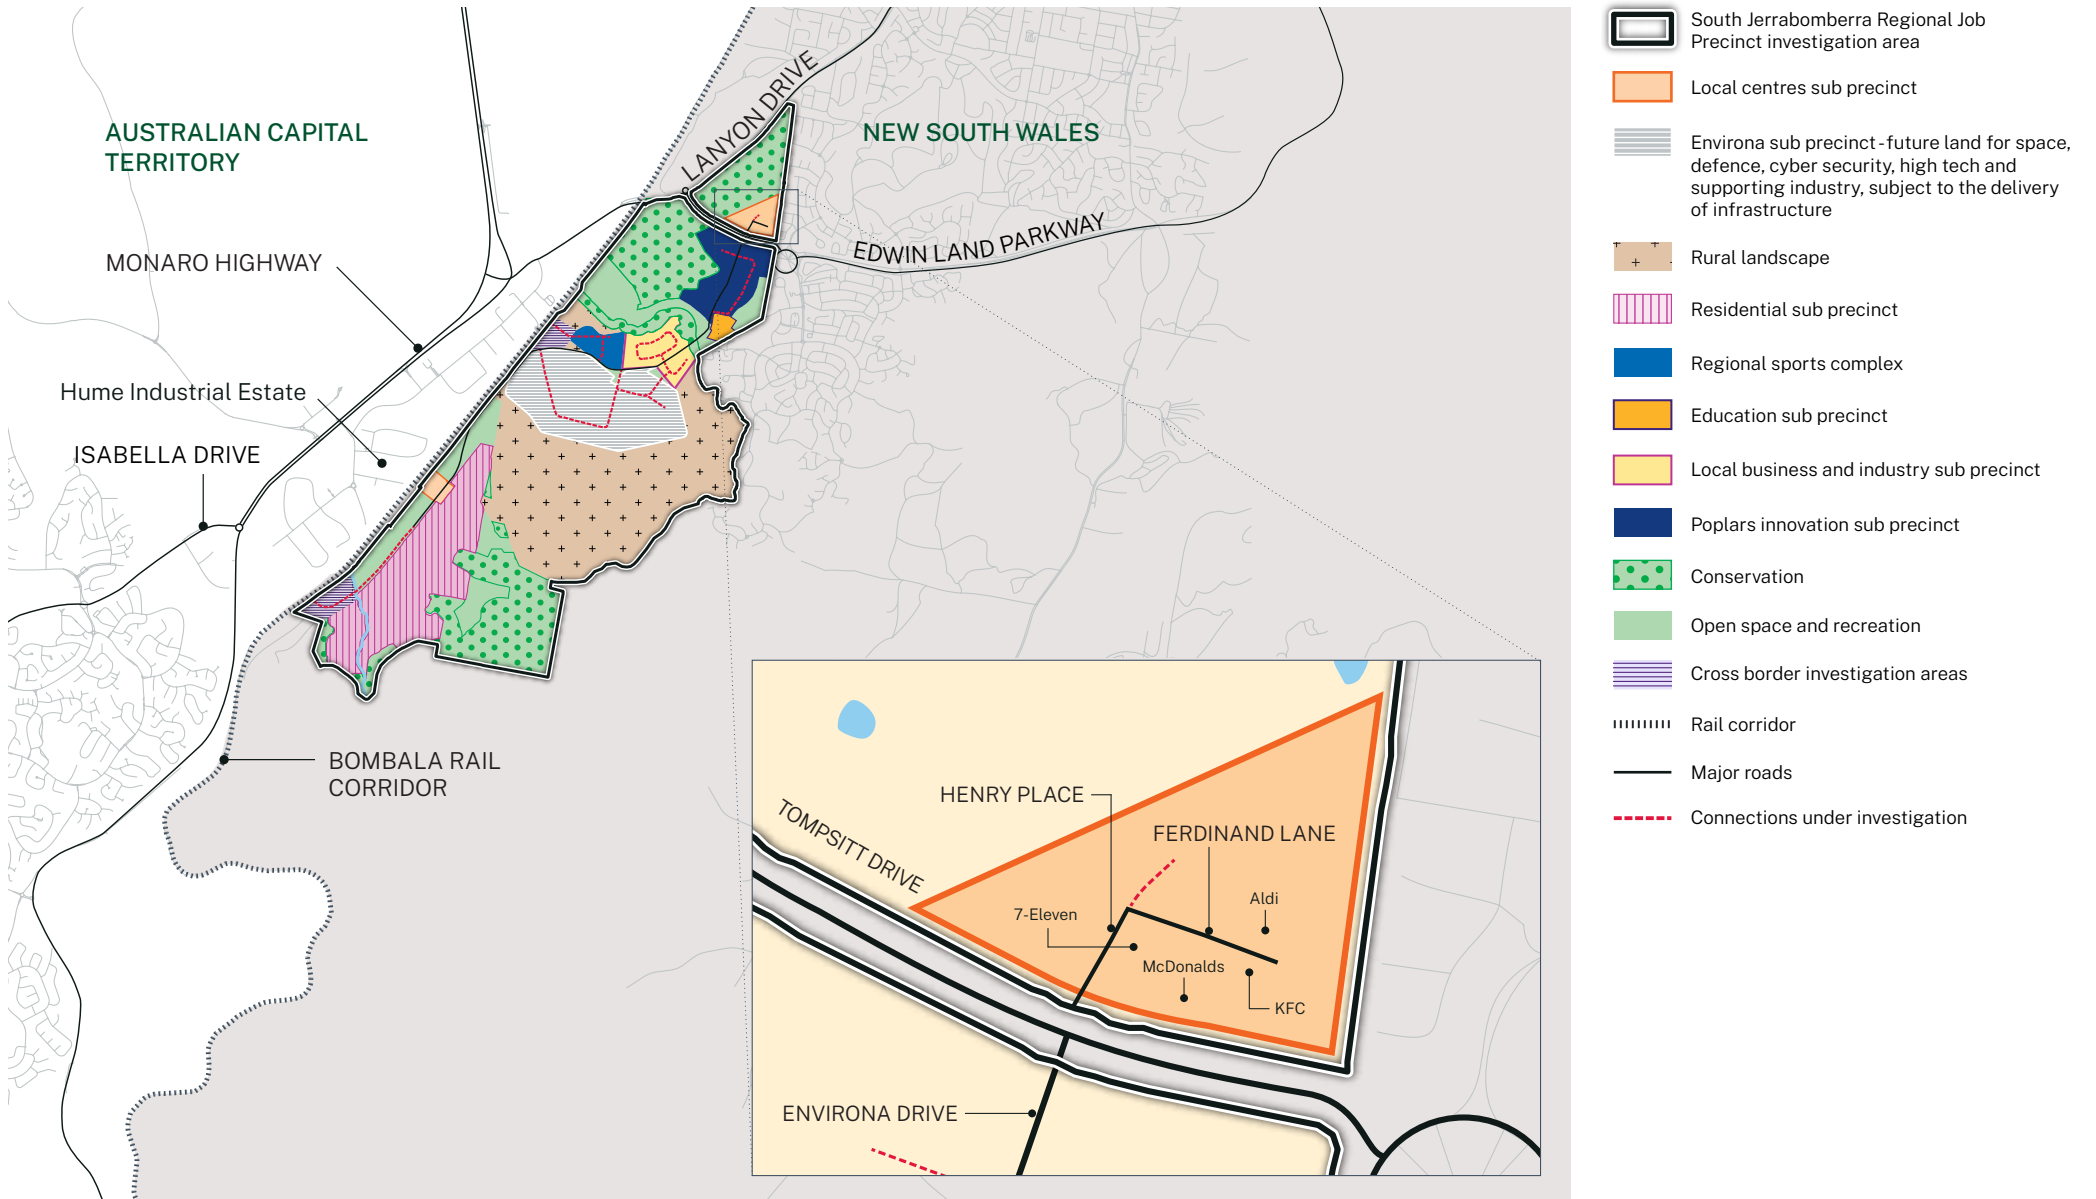 AUSTRALIAN CAPITAL
TERRITORY
NEW SOUTH WALES
LANYON DRIVE
EDWIN LAND PARKWAY
MONARO HIGHWAY
Hume Industrial Estate
ISABELLA DRIVE
BOMBALA RAIL
CORRIDOR
HENRY PLACE
TOMPSITT DRIVE
FERDINAND LANE
7-Eleven
Aldi
McDonalds
KFC
ENVIRONA DRIVE
South Jerrabomberra Regional Job
Precinct investigation area
Local centres sub precinct
Environa sub precinct - future land for space,
defence, cyber security, high tech and
supporting industry, subject to the delivery
of infrastructure
Rural landscape
Residential sub precinct
Regional sports complex
Education sub precinct
Local business and industry sub precinct
Poplars innovation sub precinct
Conservation
Open space and recreation
Cross border investigation areas
Rail corridor
Major roads
Connections under investigation